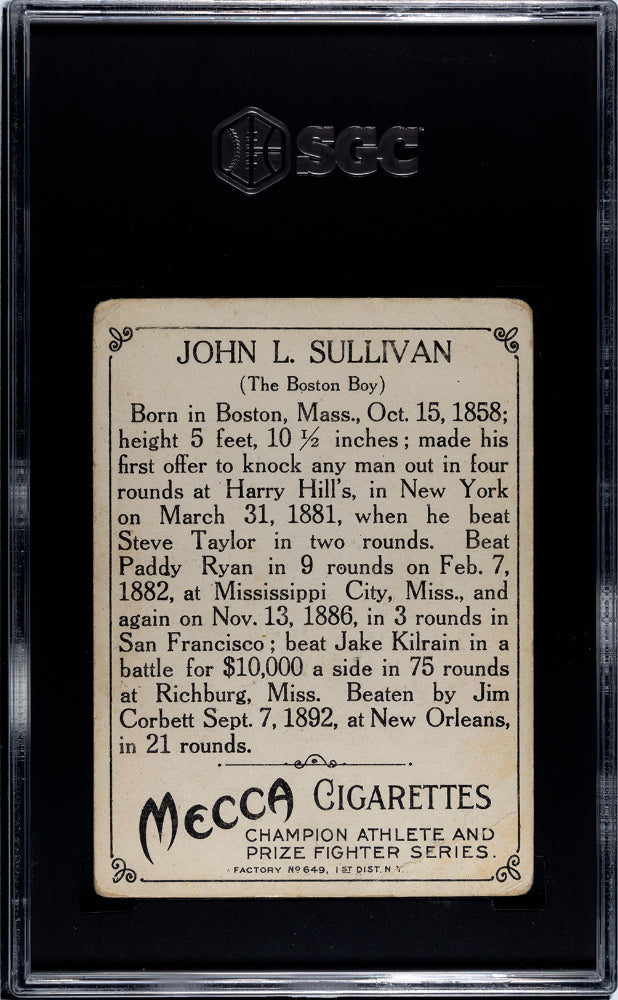 SGC
JOHN L. SULLIVAN
(The Boston Boy)
Born in Boston, Mass., Oct. 15, 1858;
height 5 feet, 10 ½ inches; made his
first offer to knock any man out in four
rounds at Harry Hill's, in New York
on March 31, 1881, when he beat
Steve Taylor in two rounds. Beat
Paddy Ryan in 9 rounds on Feb. 7,
1882, at Mississippi City, Miss., and
again on Nov. 13, 1886, in 3 rounds in
San Francisco; beat Jake Kilrain in a
battle for $10,000 a side in 75 rounds
at Richburg, Miss. Beaten by Jim
Corbett Sept. 7, 1892, at New Orleans,
in 21 rounds.
MECCA CIGARETTES
CHAMPION ATHLETE AND
PRIZE FIGHTER SERIES.
FACTORY Nº 649, 1ST DIST. N.Y.